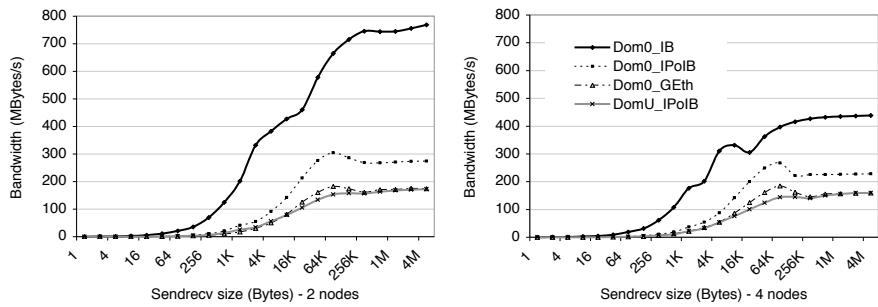 Bandwidth (MBytes/s)
800
700
600
500
400
300
200
100
0
1
4
16
64
256
1K
4K
16K
64K
256K
1M
4M
Sendrecv size (Bytes) - 2 nodes
Bandwidth (MBytes/s)
800
700
600
500
400
300
200
100
0
Dom0_IB
Dom0_IPoIB
Dom0_GEth
DomU_IPoIB
1
4
16
64
256
1K
4K
16K
64K
256K
1M
4M
Sendrecv size (Bytes) - 4 nodes